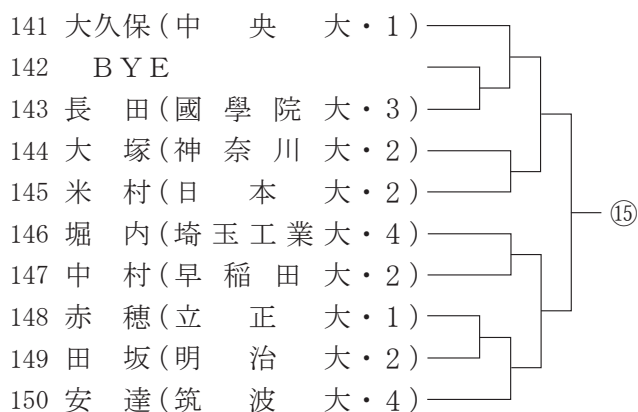 141 大久保(中央大・1)
142 ＢＹＥ
143 長田(國學院大・3)
144 大塚(神奈川大・2)
145 米村(日本大・2)
⑮
146 堀内(埼玉工業大・4)
147 中村(早稲田大・2)
148 赤穂(立正大・1)
149 田坂(明治大・2)
150 安達(筑波大・4)